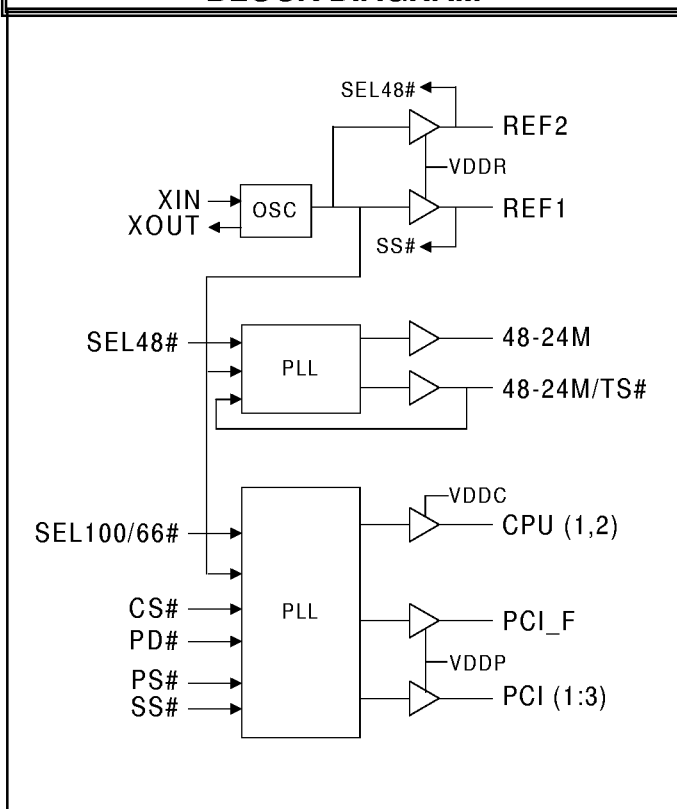 SEL48#
REF2
VDDR
XIN
OSC
REF1
XOUT
SS#
SEL48#
PLL
48-24M
48-24M/TS#
VDDC
SEL100/66#
CPU (1,2)
CS#
PLL
PCI_F
PD#
VDDP
PS#
PCI (1:3)
SS#